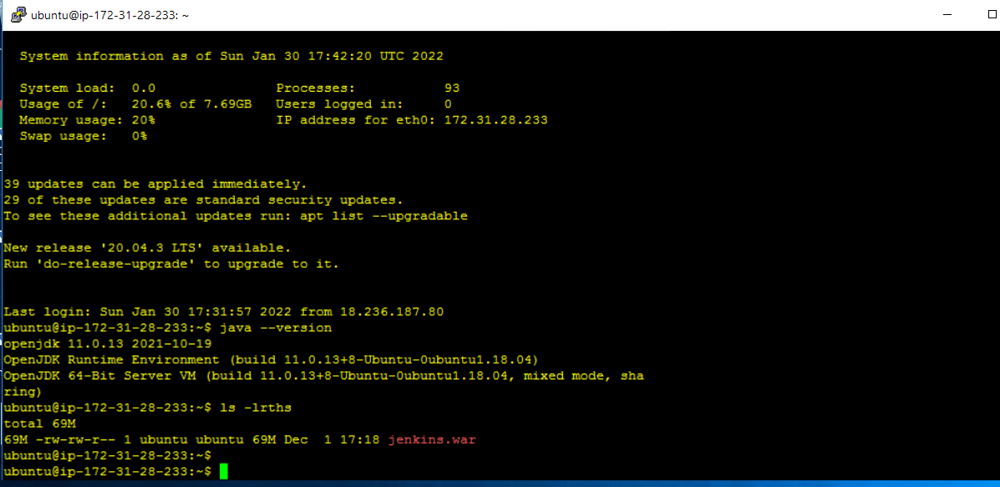 ubuntu@ip-172-31-28-233: ~
System information as of Sun Jan 30 17:42:20 UTC 2022
System load:  0.0                Processes:           93
Usage of /:   20.6% of 7.69GB   Users logged in:     0
Memory usage: 20%               IP address for eth0: 172.31.28.233
Swap usage:   0%
39 updates can be applied immediately.
29 of these updates are standard security updates.
To see these additional updates run: apt list --upgradable
New release '20.04.3 LTS' available.
Run 'do-release-upgrade' to upgrade to it.
Last login: Sun Jan 30 17:31:57 2022 from 18.236.187.80
ubuntu@ip-172-31-28-233:~$ java --version
openjdk 11.0.13 2021-10-19
OpenJDK Runtime Environment (build 11.0.13+8-Ubuntu-0ubuntu1.18.04)
OpenJDK 64-Bit Server VM (build 11.0.13+8-Ubuntu-0ubuntu1.18.04, mixed mode, sha
ring)
ubuntu@ip-172-31-28-233:~$ ls -lrths
total 69M
69M -rw-rw-r-- 1 ubuntu ubuntu 69M Dec  1 17:18 jenkins.war
ubuntu@ip-172-31-28-233:~$
ubuntu@ip-172-31-28-233:~$